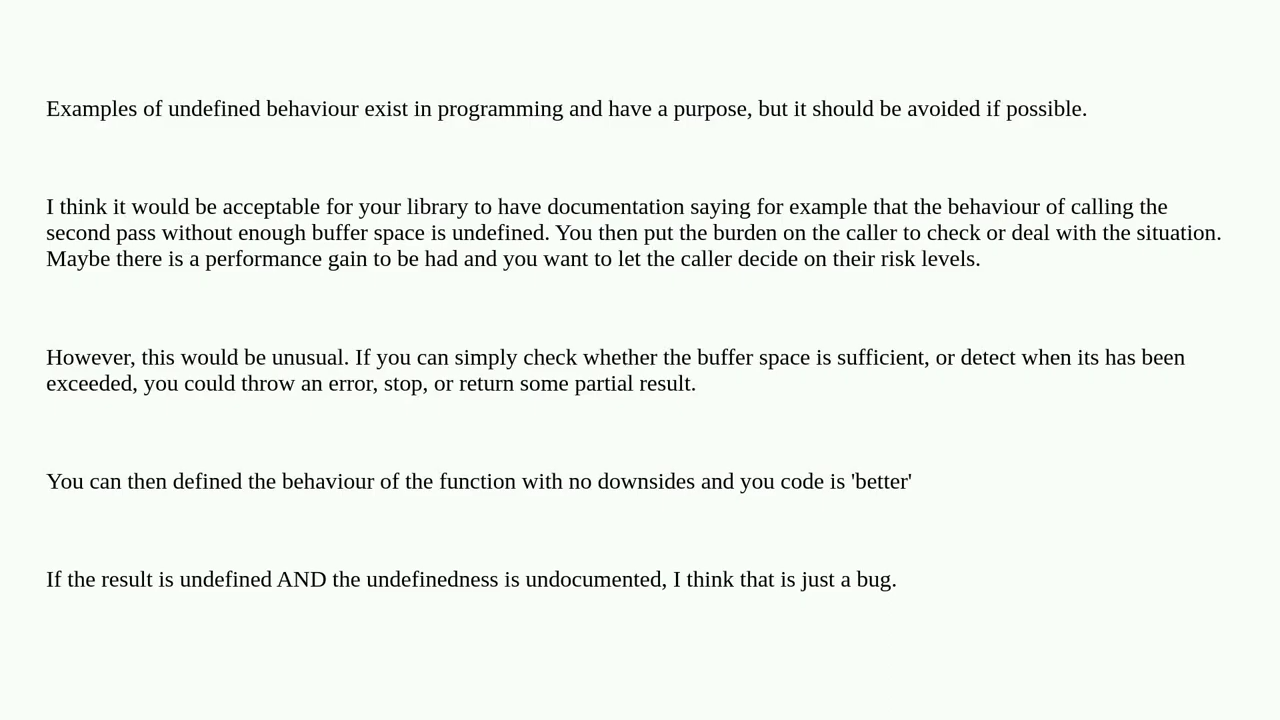 Examples of undefined behaviour exist in programming and have a purpose, but it should be avoided if possible.
I think it would be acceptable for your library to have documentation saying for example that the behaviour of calling the
second pass without enough buffer space is undefined. You then put the burden on the caller to check or deal with the situation.
Maybe there is a performance gain to be had and you want to let the caller decide on their risk levels.
However, this would be unusual. If you can simply check whether the buffer space is sufficient, or detect when its has been
exceeded, you could throw an error, stop, or return some partial result.
You can then defined the behaviour of the function with no downsides and you code is 'better'
If the result is undefined AND the undefinedness is undocumented, I think that is just a bug.